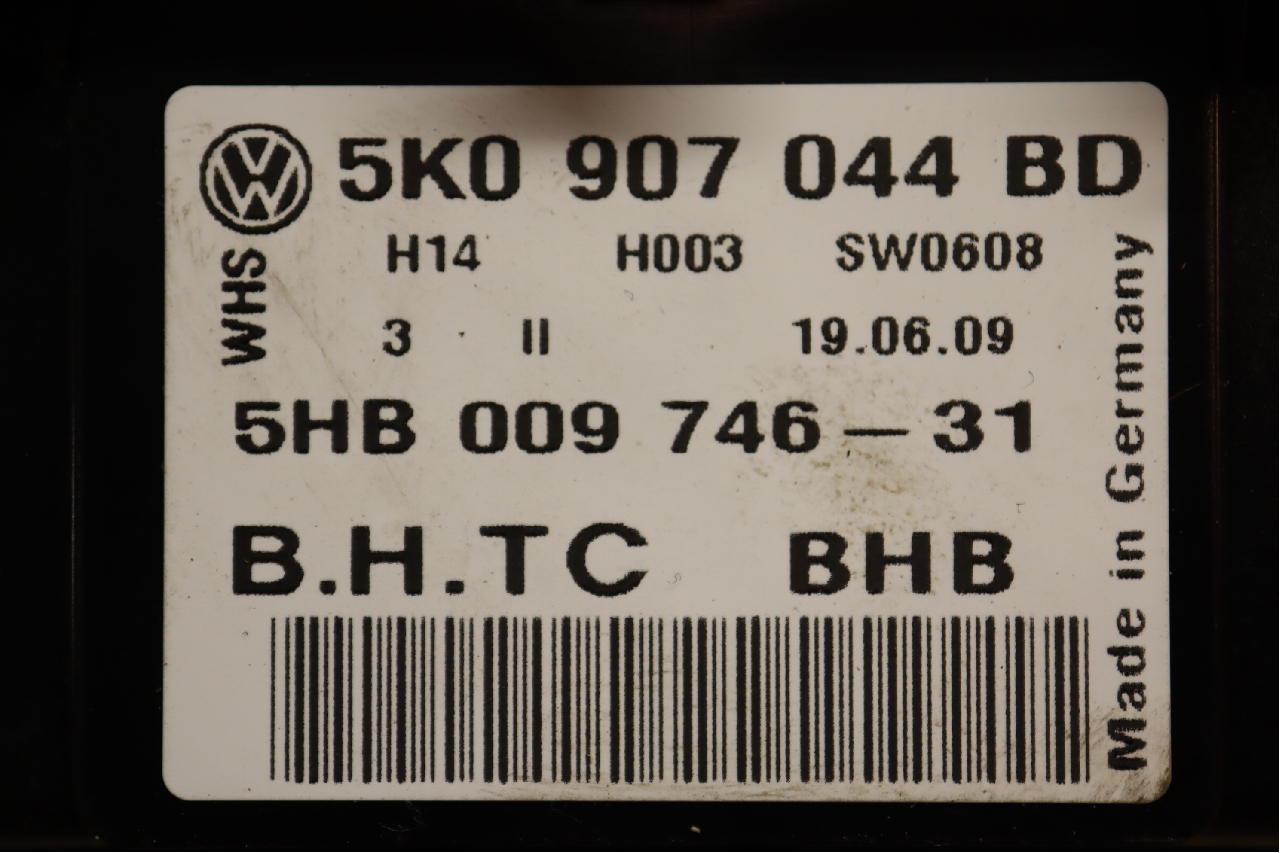 5K0 907 044 BD
H14 H003 SW0608
WHS
3 II 19.06.09
5HB 009 746-31
B.H.TC BHB
Made in Germany